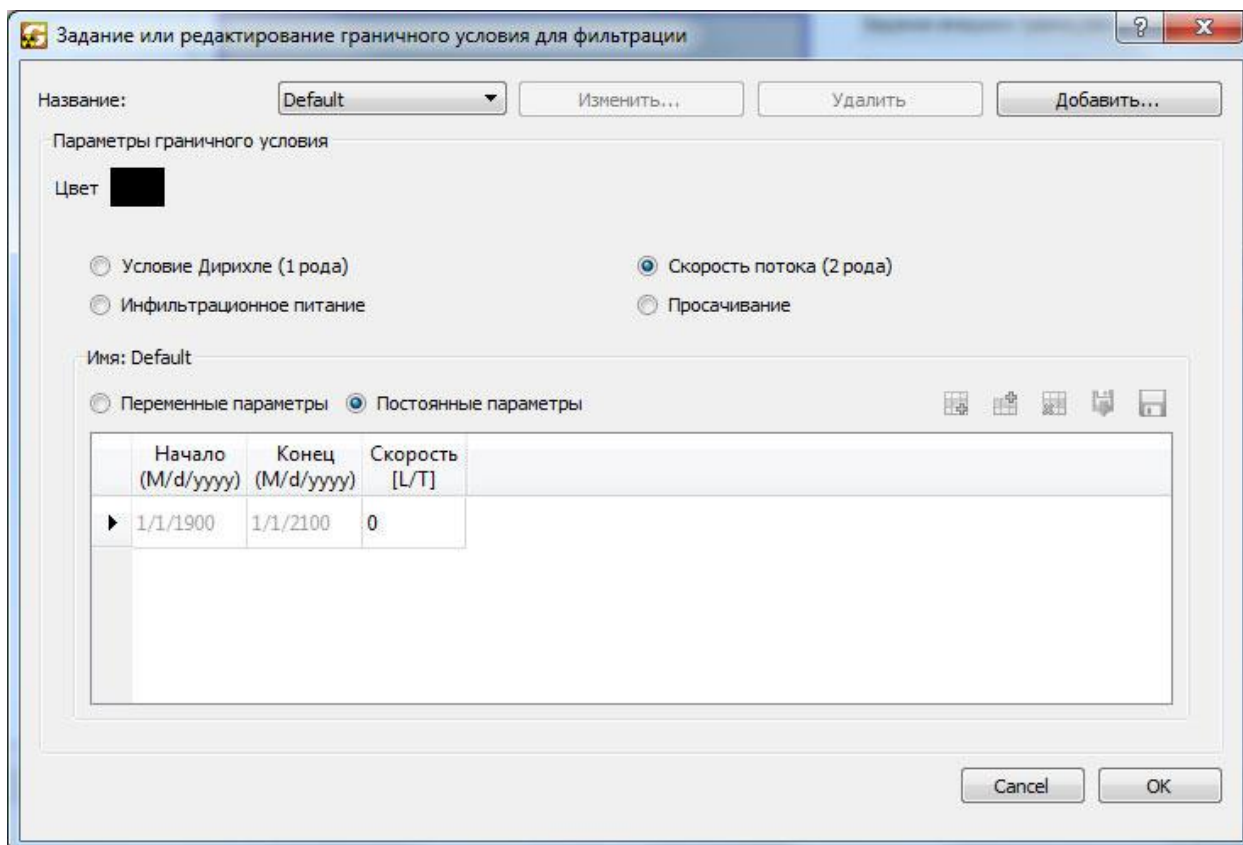 Задание или редактирование граничного условия для фильтрации
?
X
Название:
Default
Изменить...
Удалить
Добавить...
Параметры граничного условия
Цвет
Условие Дирихле (1 рода)
Скорость потока (2 рода)
Инфильтрационное питание
Просачивание
Имя: Default
Переменные параметры
Постоянные параметры
Начало Конец Скорость
(M/d/yyyy) (M/d/yyyy) [L/T]
1/1/1900 1/1/2100 0
Cancel
OK